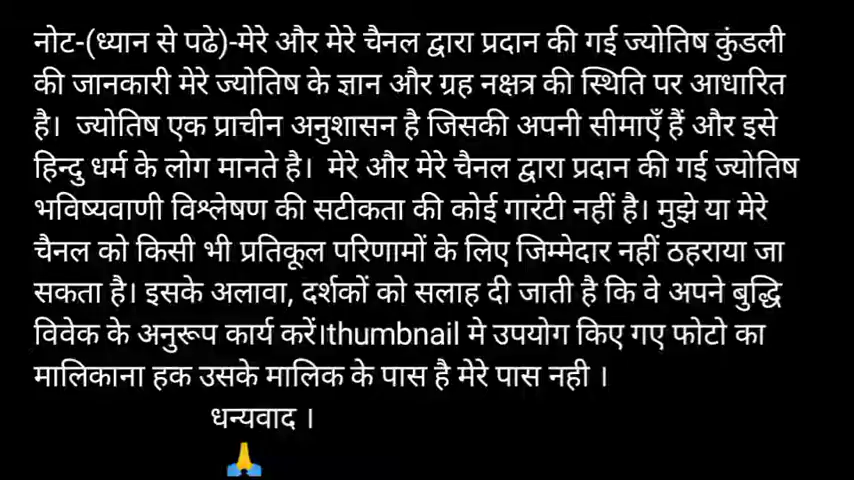 नोट-(ध्यान से पढे)-मेरे और मेरे चैनल द्वारा प्रदान की गई ज्योतिष कुंडली
की जानकारी मेरे ज्योतिष के ज्ञान और ग्रह नक्षत्र की स्थिति पर आधारित
है।  ज्योतिष एक प्राचीन अनुशासन है जिसकी अपनी सीमाएँ हैं और इसे
हिन्दु धर्म के लोग मानते है।  मेरे और मेरे चैनल द्वारा प्रदान की गई ज्योतिष
भविष्यवाणी विश्लेषण की सटीकता की कोई गारंटी नहीं है। मुझे या मेरे
चैनल को किसी भी प्रतिकूल परिणामों के लिए जिम्मेदार नहीं ठहराया जा
सकता है। इसके अलावा, दर्शकों को सलाह दी जाती है कि वे अपने बुद्धि
विवेक के अनुरूप कार्य करें।thumbnail मे उपयोग किए गए फोटो का
मालिकाना हक उसके मालिक के पास है मेरे पास नही ।
धन्यवाद ।
🙏